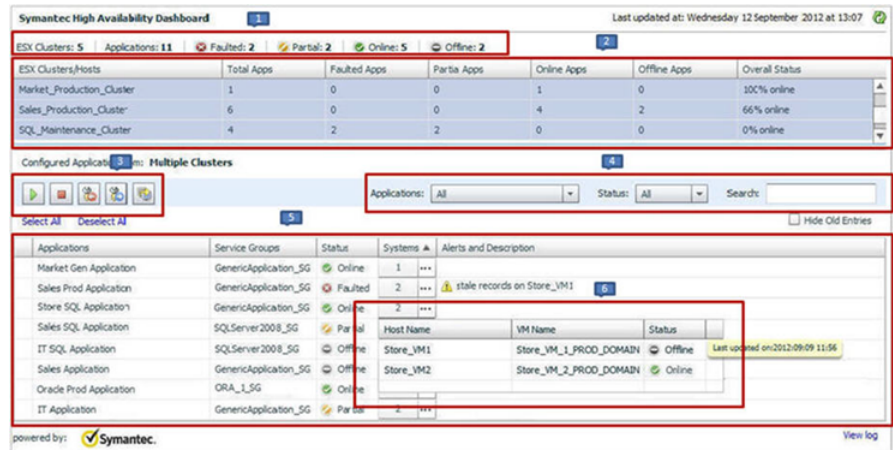 Symantec High Availability Dashboard 1 Last updated at: Wednesday 12 September 2012 at 13:07
ESX Clusters: 5 Applications: 11 Faulted: 2 Partial: 2 Online: 5 Offline: 2 2
ESX Clusters/Hosts Total Apps Faulted Apps Partia Apps Online Apps Offline Apps Overall Status
Market_Production_Cluster 1 0 0 1 0 100% online
Sales_Production_Cluster 6 0 0 4 2 66% online
SQL_Maintenance_Cluster 4 2 2 0 0 0% online
Configured Applicat 3 m: Multiple Clusters 4
Applications: All Status: All Search:
Select All Deselect All 5 Hide Old Entries
Applications Service Groups Status Systems Alerts and Description
Market Gen Application GenericApplication_SG Online 1 ...
Sales Prod Application GenericApplication_SG Faulted 2 ... stale records on Store_VM1 6
Store SQL Application GenericApplication_SG Online 2 ...
Sales SQL Application SQLServer2008_SG Partial
Host Name VM Name Status
IT SQL Application SQLServer2008_SG Offline
Store_VM1 Store_VM_1_PROD_DOMAIN Offline Last updated on:2012:09:09 11:56
Sales Application GenericApplication_SG Offline
Store_VM2 Store_VM_2_PROD_DOMAIN Online
Oracle Prod Application ORA_1_SG Online
IT Application GenericApplication_SG Partial 2 ...
powered by: Symantec. View log